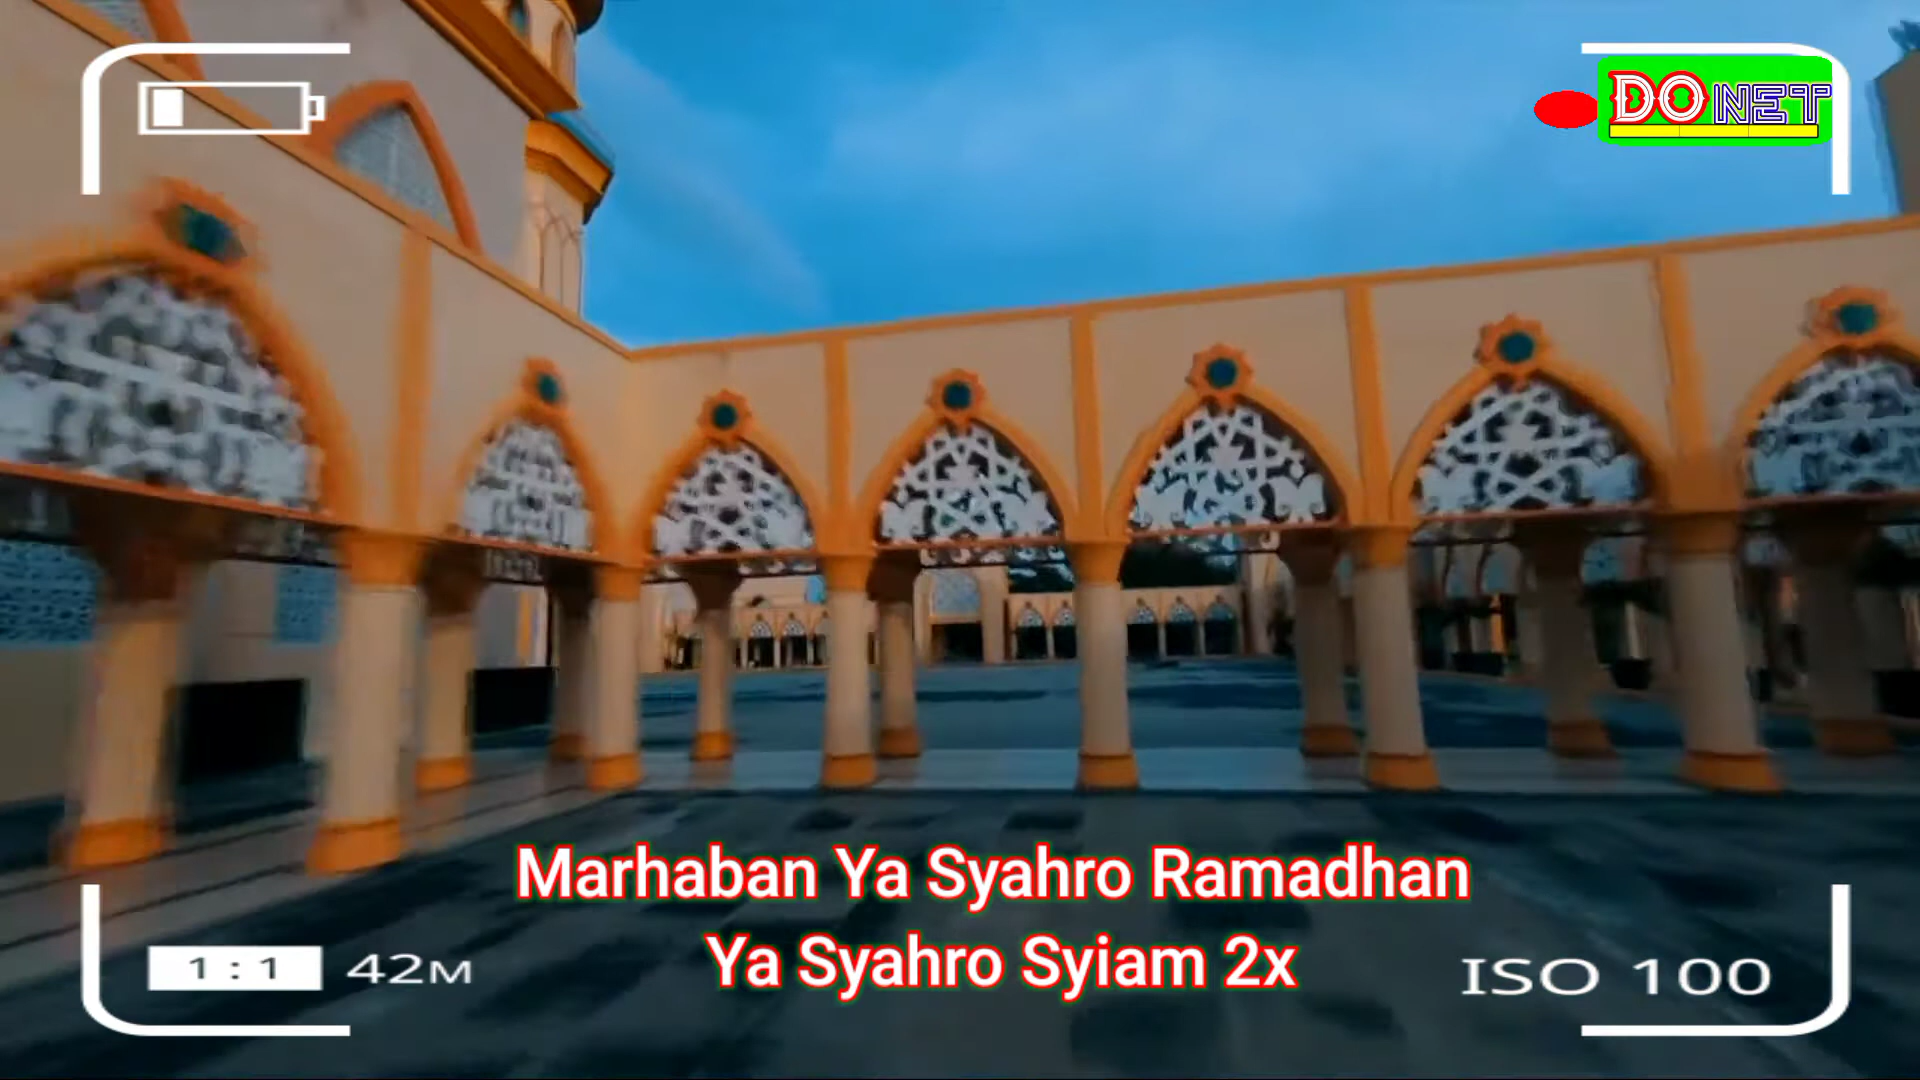 DONET
Marhaban Ya Syahro Ramadhan
Ya Syahro Syiam 2x
1 : 1 42M
ISO 100